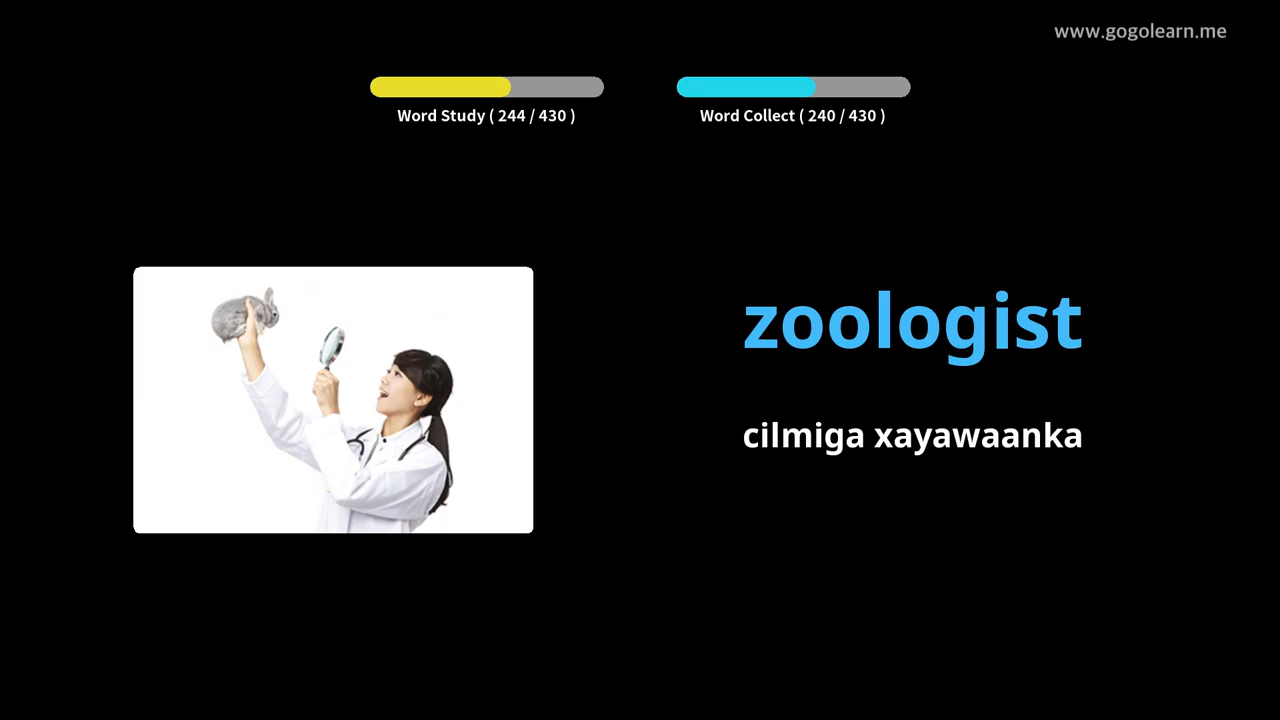 www.gogolearn.me
Word Study ( 244 / 430 )
Word Collect ( 240 / 430 )
zoologist
cilmiga xayawaanka